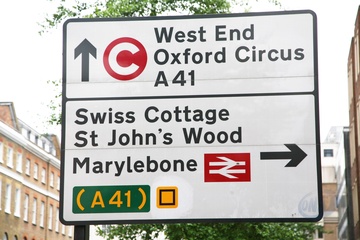 C
West End
Oxford Circus
A41
Swiss Cottage
St John's Wood
Marylebone
(A41)